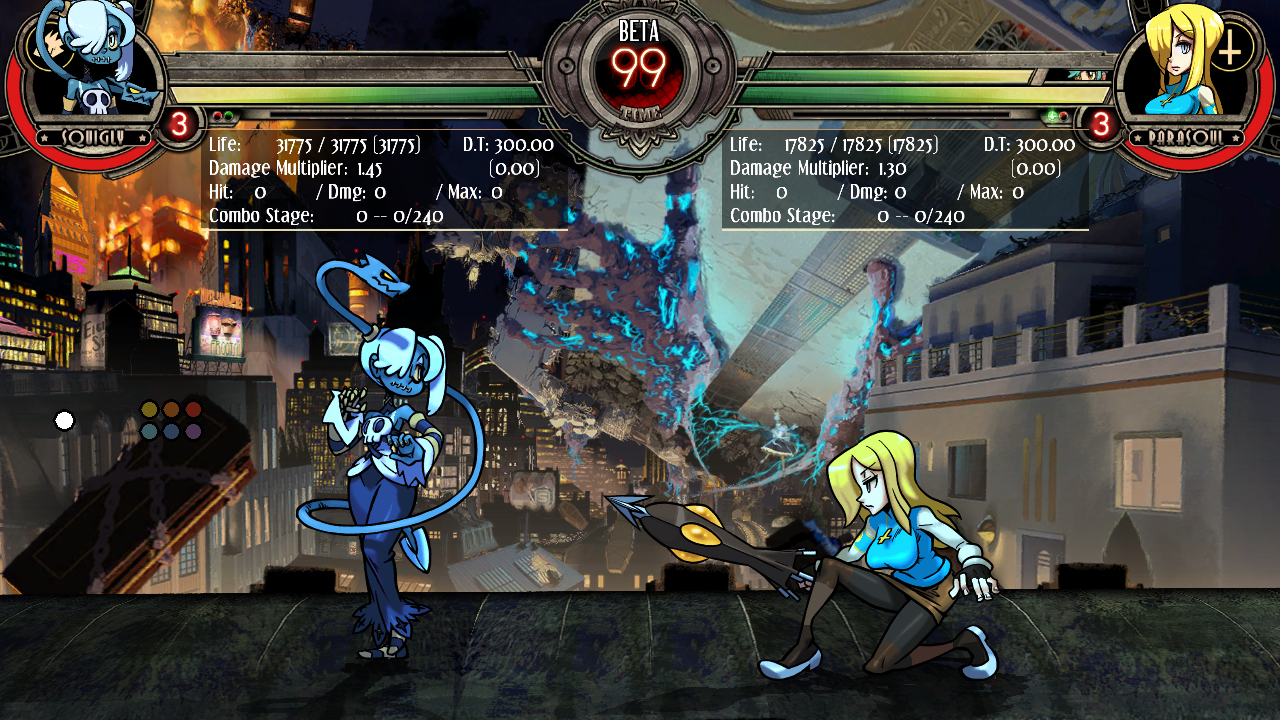 BETA
99
TIME
SQUIGLY
3
3
PARASOUL
Life: 31775 / 31775 (31775) D.T: 300.00
Damage Multiplier: 1.45 (0.00)
Hit: 0 / Dmg: 0 / Max: 0
Combo Stage: 0 -- 0/240
Life: 17825 / 17825 (17825) D.T: 300.00
Damage Multiplier: 1.30 (0.00)
Hit: 0 / Dmg: 0 / Max: 0
Combo Stage: 0 -- 0/240